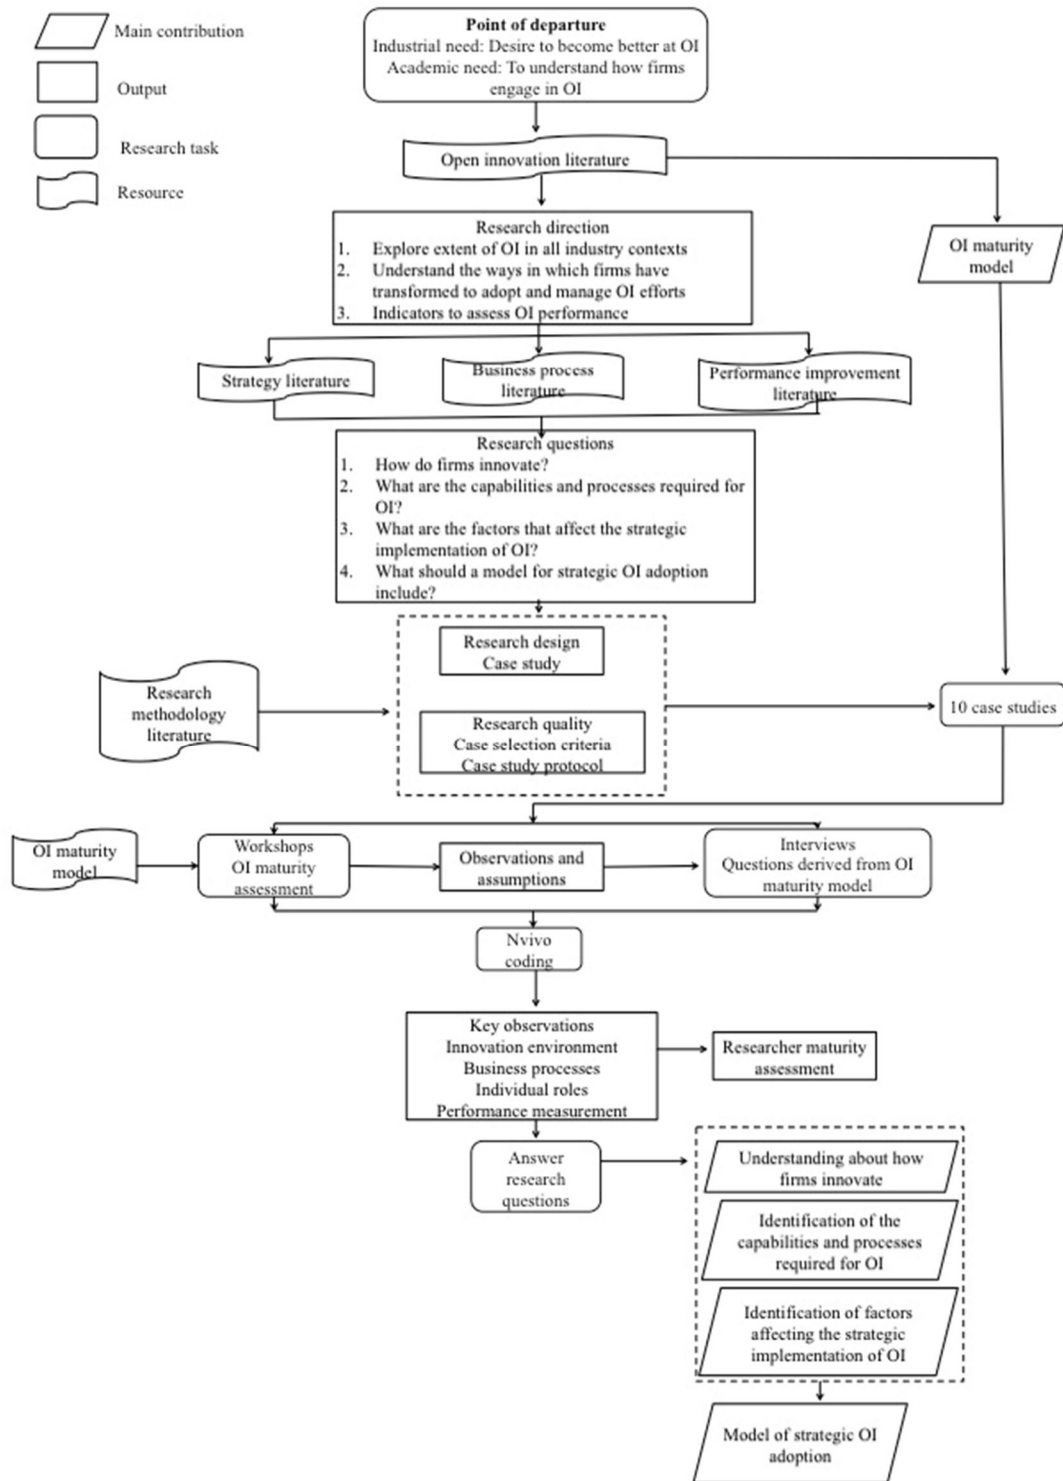 Main contribution
Output
Research task
Resource
Point of departure
Industrial need: Desire to become better at OI
Academic need: To understand how firms
engage in OI
Open innovation literature
Research direction
1. Explore extent of OI in all industry contexts
2. Understand the ways in which firms have
transformed to adopt and manage OI efforts
3. Indicators to assess OI performance
OI maturity
model
Strategy literature
Business process
literature
Performance improvement
literature
Research questions
1. How do firms innovate?
2. What are the capabilities and processes required for
OI?
3. What are the factors that affect the strategic
implementation of OI?
4. What should a model for strategic OI adoption
include?
Research design
Case study
Research
methodology
literature
Research quality
Case selection criteria
Case study protocol
10 case studies
OI maturity
model
Workshops
OI maturity
assessment
Observations and
assumptions
Interviews
Questions derived from OI
maturity model
Nvivo
coding
Key observations
Innovation environment
Business processes
Individual roles
Performance measurement
Researcher maturity
assessment
Answer
research
questions
Understanding about how
firms innovate
Identification of the
capabilities and processes
required for OI
Identification of factors
affecting the strategic
implementation of OI
Model of strategic OI
adoption